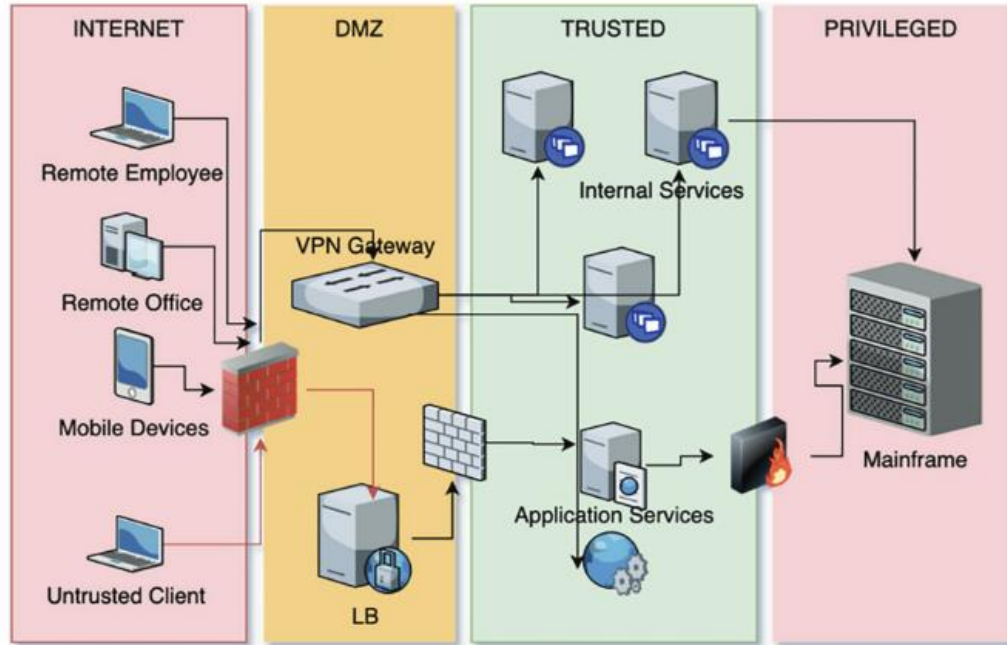 INTERNET
DMZ
TRUSTED
PRIVILEGED
Remote Employee
Internal Services
VPN Gateway
Remote Office
Mobile Devices
Mainframe
Application Services
Untrusted Client
LB